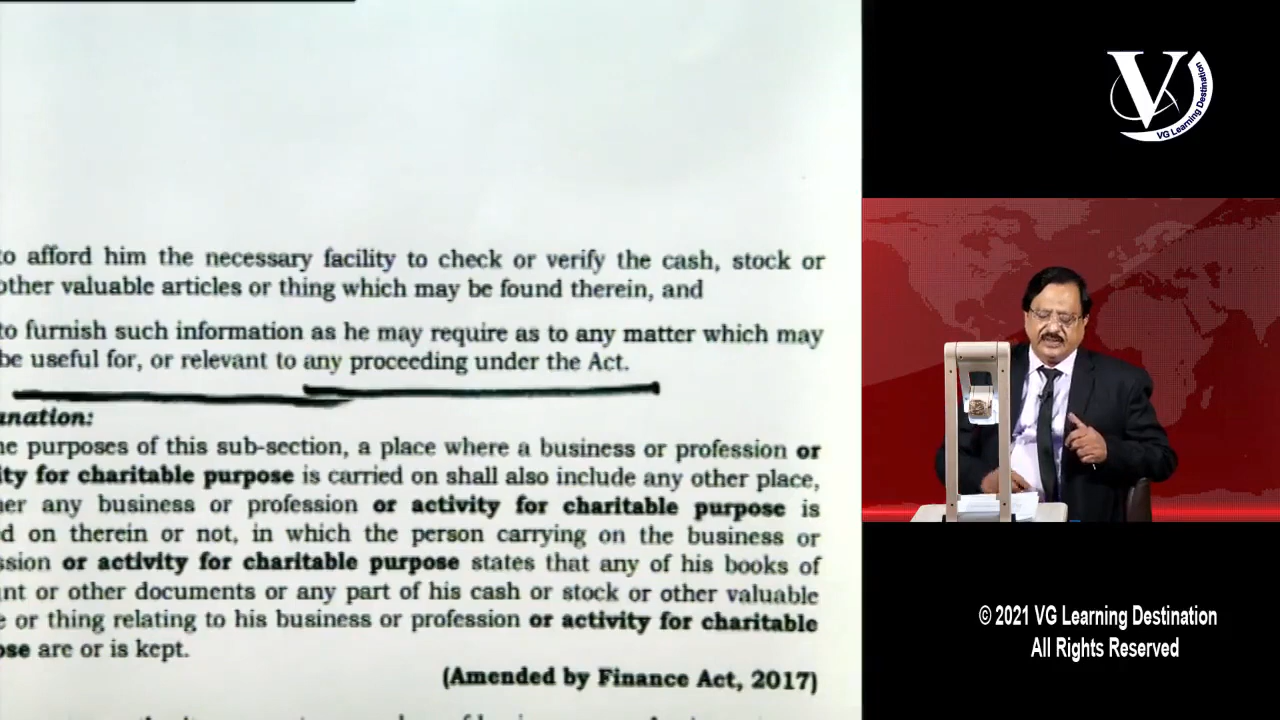 to afford him the necessary facility to check or verify the cash, stock or
other valuable articles or thing which may be found therein, and
to furnish such information as he may require as to any matter which may
be useful for, or relevant to any proceeding under the Act.
anation:
he purposes of this sub-section, a place where a business or profession or
ity for charitable purpose is carried on shall also include any other place,
her any business or profession or activity for charitable purpose is
d on therein or not, in which the person carrying on the business or
ssion or activity for charitable purpose states that any of his books of
nt or other documents or any part of his cash or stock or other valuable
e or thing relating to his business or profession or activity for charitable
ose are or is kept.
(Amended by Finance Act, 2017)
V
VG Learning Destination
© 2021 VG Learning Destination
All Rights Reserved